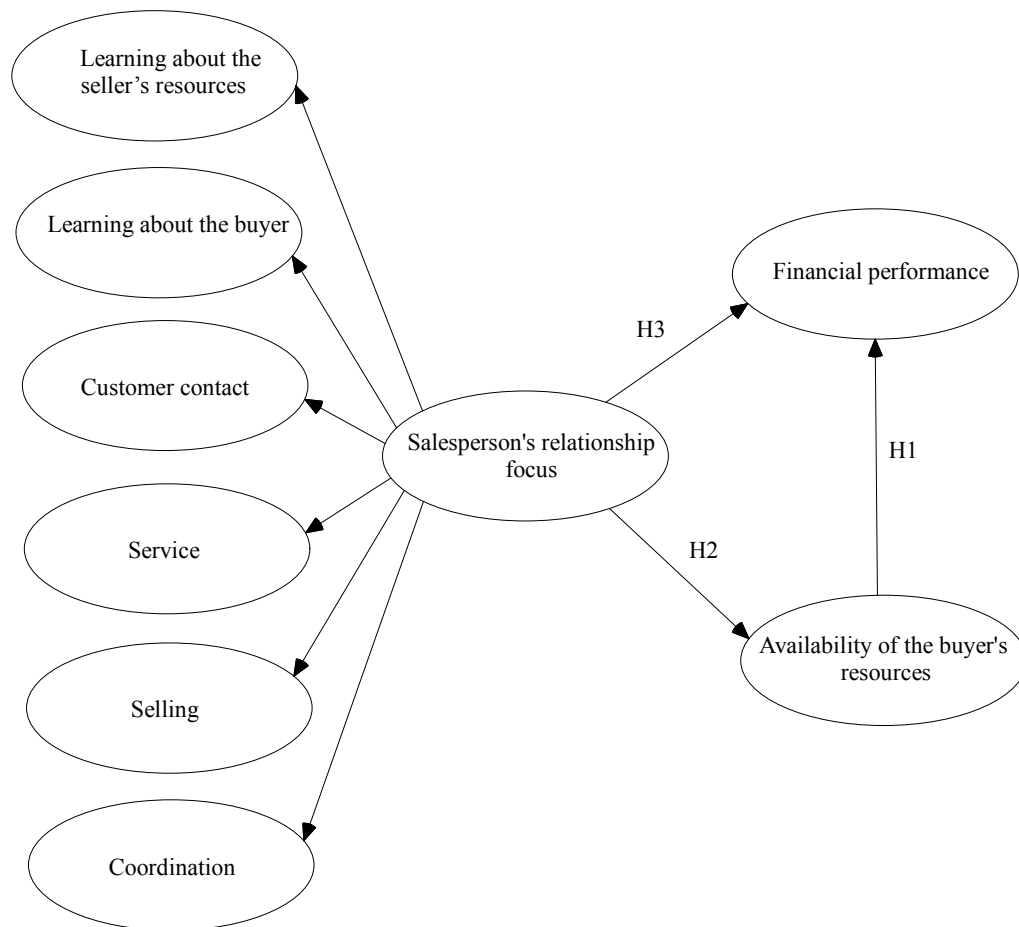 Learning about the
seller’s resources
Learning about the buyer
Customer contact
Service
Selling
Coordination
Salesperson's relationship
focus
H3
H2
H1
Financial performance
Availability of the buyer's
resources